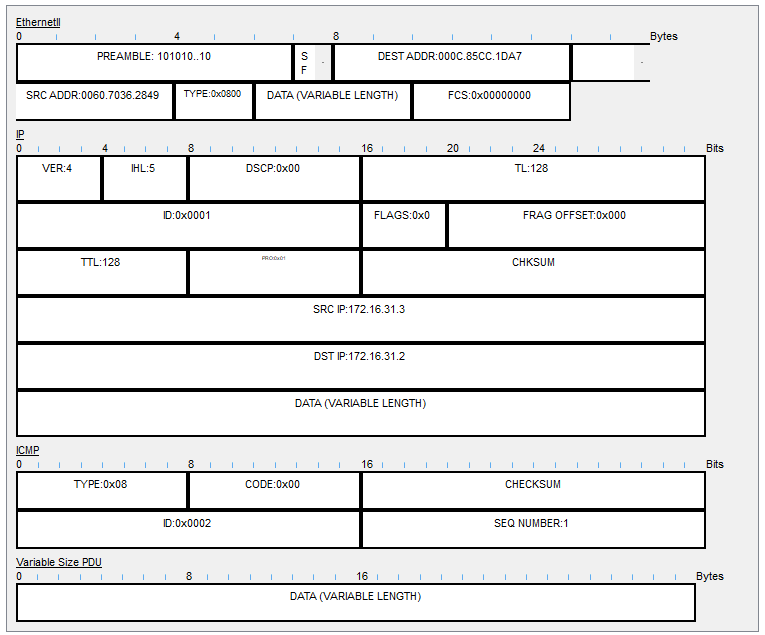 EthernetII
0 4 8 Bytes
PREAMBLE: 101010..10 SF . DEST ADDR:000C.85CC.1DA7 .
SRC ADDR:0060.7036.2849 TYPE:0x0800 DATA (VARIABLE LENGTH) FCS:0x00000000
IP
0 4 8 16 20 24 Bits
VER:4 IHL:5 DSCP:0x00 TL:128
ID:0x0001 FLAGS:0x0 FRAG OFFSET:0x000
TTL:128 PRO:0x01 CHKSUM
SRC IP:172.16.31.3
DST IP:172.16.31.2
DATA (VARIABLE LENGTH)
ICMP
0 8 16 Bits
TYPE:0x08 CODE:0x00 CHECKSUM
ID:0x0002 SEQ NUMBER:1
Variable Size PDU
0 8 16 Bytes
DATA (VARIABLE LENGTH)